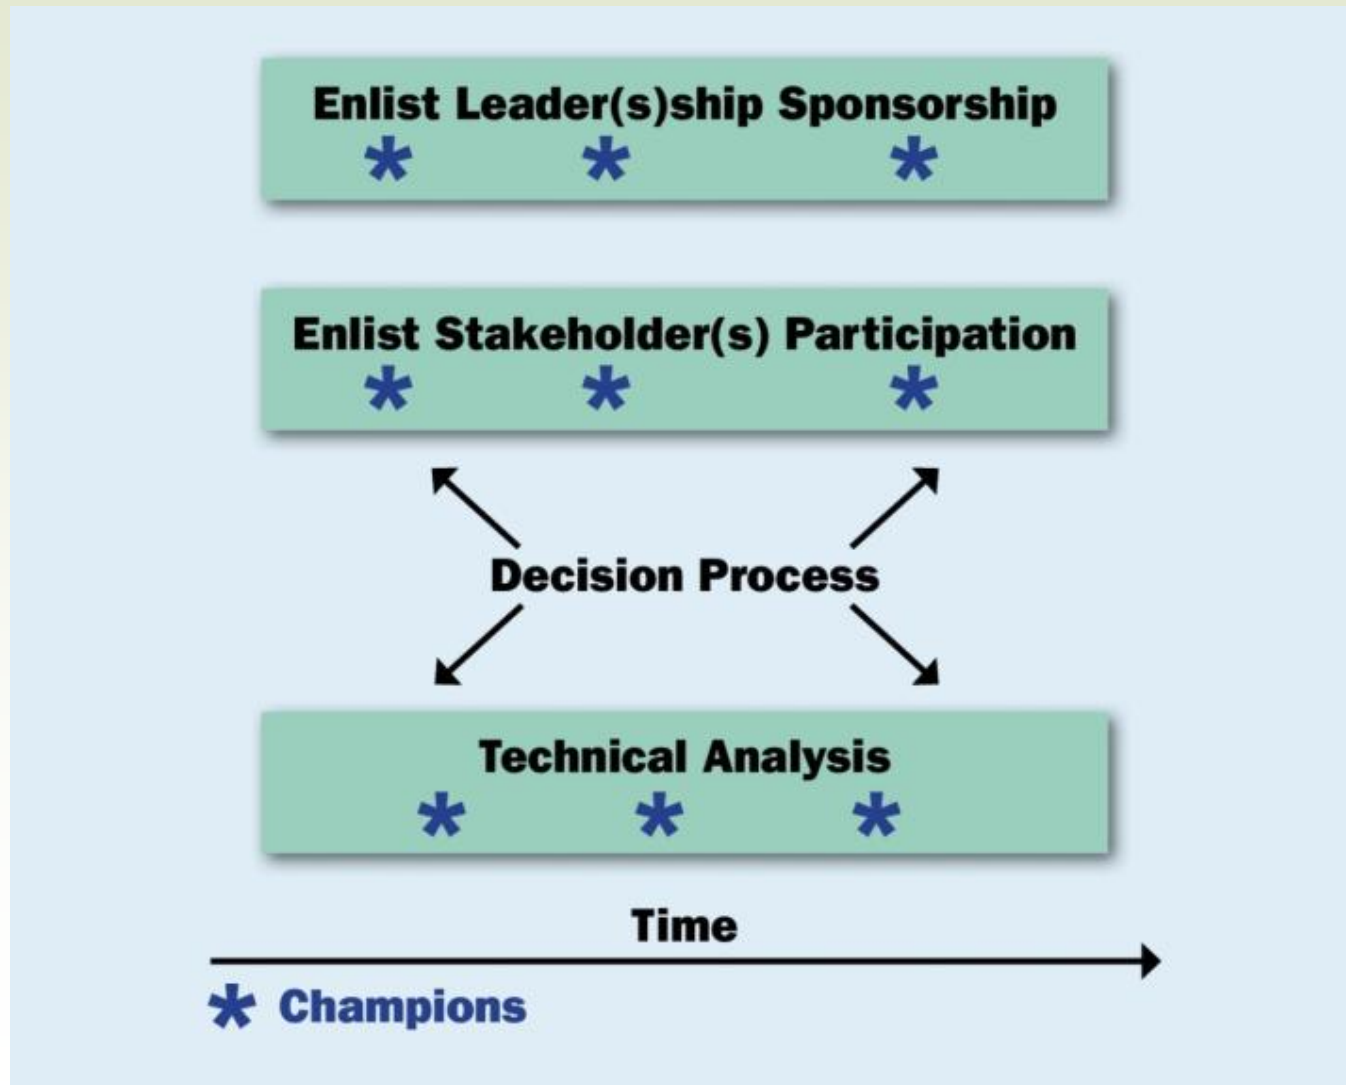 Enlist Leader(s)ship Sponsorship
* * *
Enlist Stakeholder(s) Participation
* * *
Decision Process
Technical Analysis
* * *
Time
* Champions